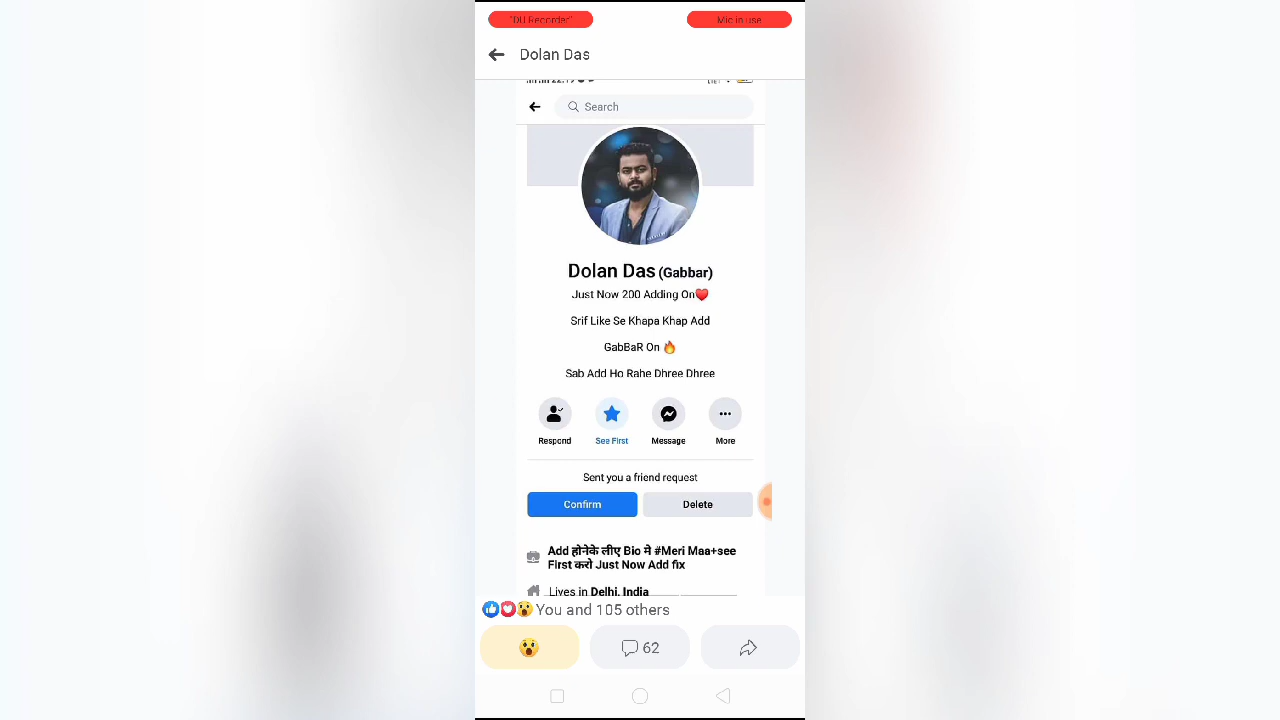 "DU Recorder"
Mic in use
Dolan Das
Search
Dolan Das (Gabbar)
Just Now 200 Adding On❤️
Srif Like Se Khapa Khap Add
GabBaR On 🔥
Sab Add Ho Rahe Dhree Dhree
Respond See First Message More
Sent you a friend request
Confirm Delete
Add होनेके लीए Bio मे #Meri Maa+see
First करो Just Now Add fix
Lives in Delhi, India
You and 105 others
62